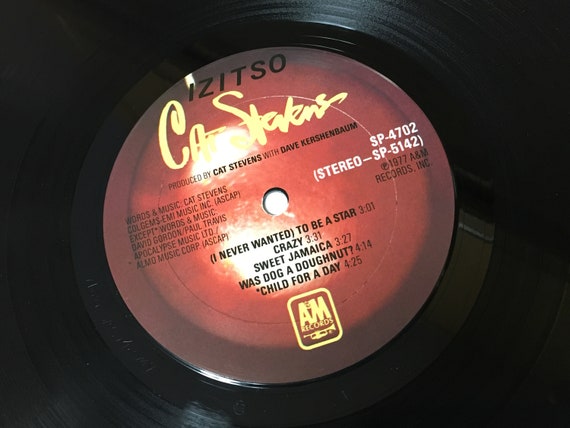 IZITSO
Cat Stevens
PRODUCED BY CAT STEVENS WITH DAVE KERSHENBAUM
SP-4702
(STEREO–SP-5142)
℗1977 A&M
RECORDS, INC.
WORDS & MUSIC: CAT STEVENS
COLGEMS-EMI MUSIC INC. (ASCAP)
EXCEPT *WORDS & MUSIC
DAVID GORDON/PAUL TRAVIS
APOCALYPSE MUSIC LTD./
ALMO MUSIC CORP. (ASCAP)
(I NEVER WANTED) TO BE A STAR 3:01
CRAZY 3:31
SWEET JAMAICA 3:27
WAS DOG A DOUGHNUT? 4:14
*CHILD FOR A DAY 4:25
A&M
RECORDS